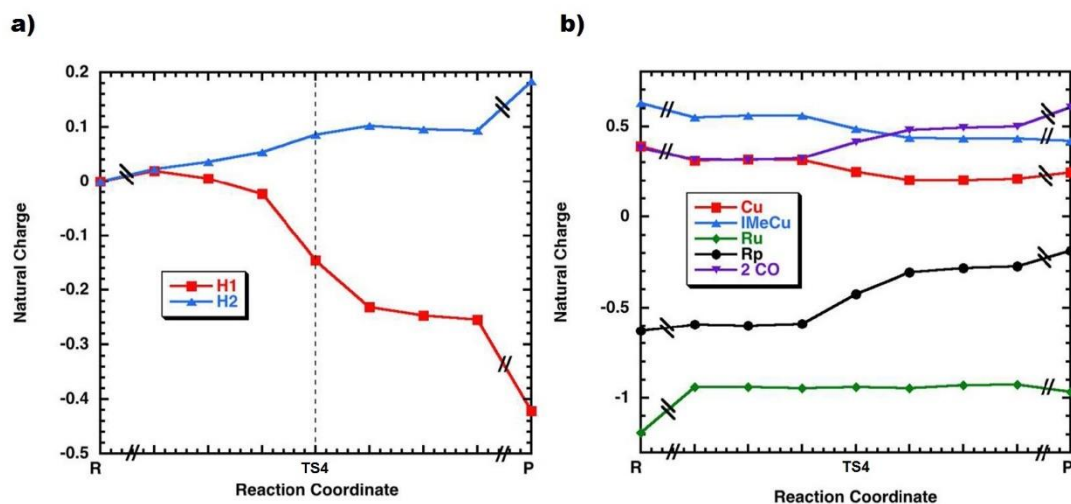 a)
0.2
0.1
0
-0.1
-0.2
-0.3
-0.4
-0.5
Natural Charge
H1
H2
R
TS4
P
Reaction Coordinate
b)
0.5
0
-0.5
-1
Natural Charge
Cu
IMeCu
Ru
Rp
2 CO
R
TS4
P
Reaction Coordinate